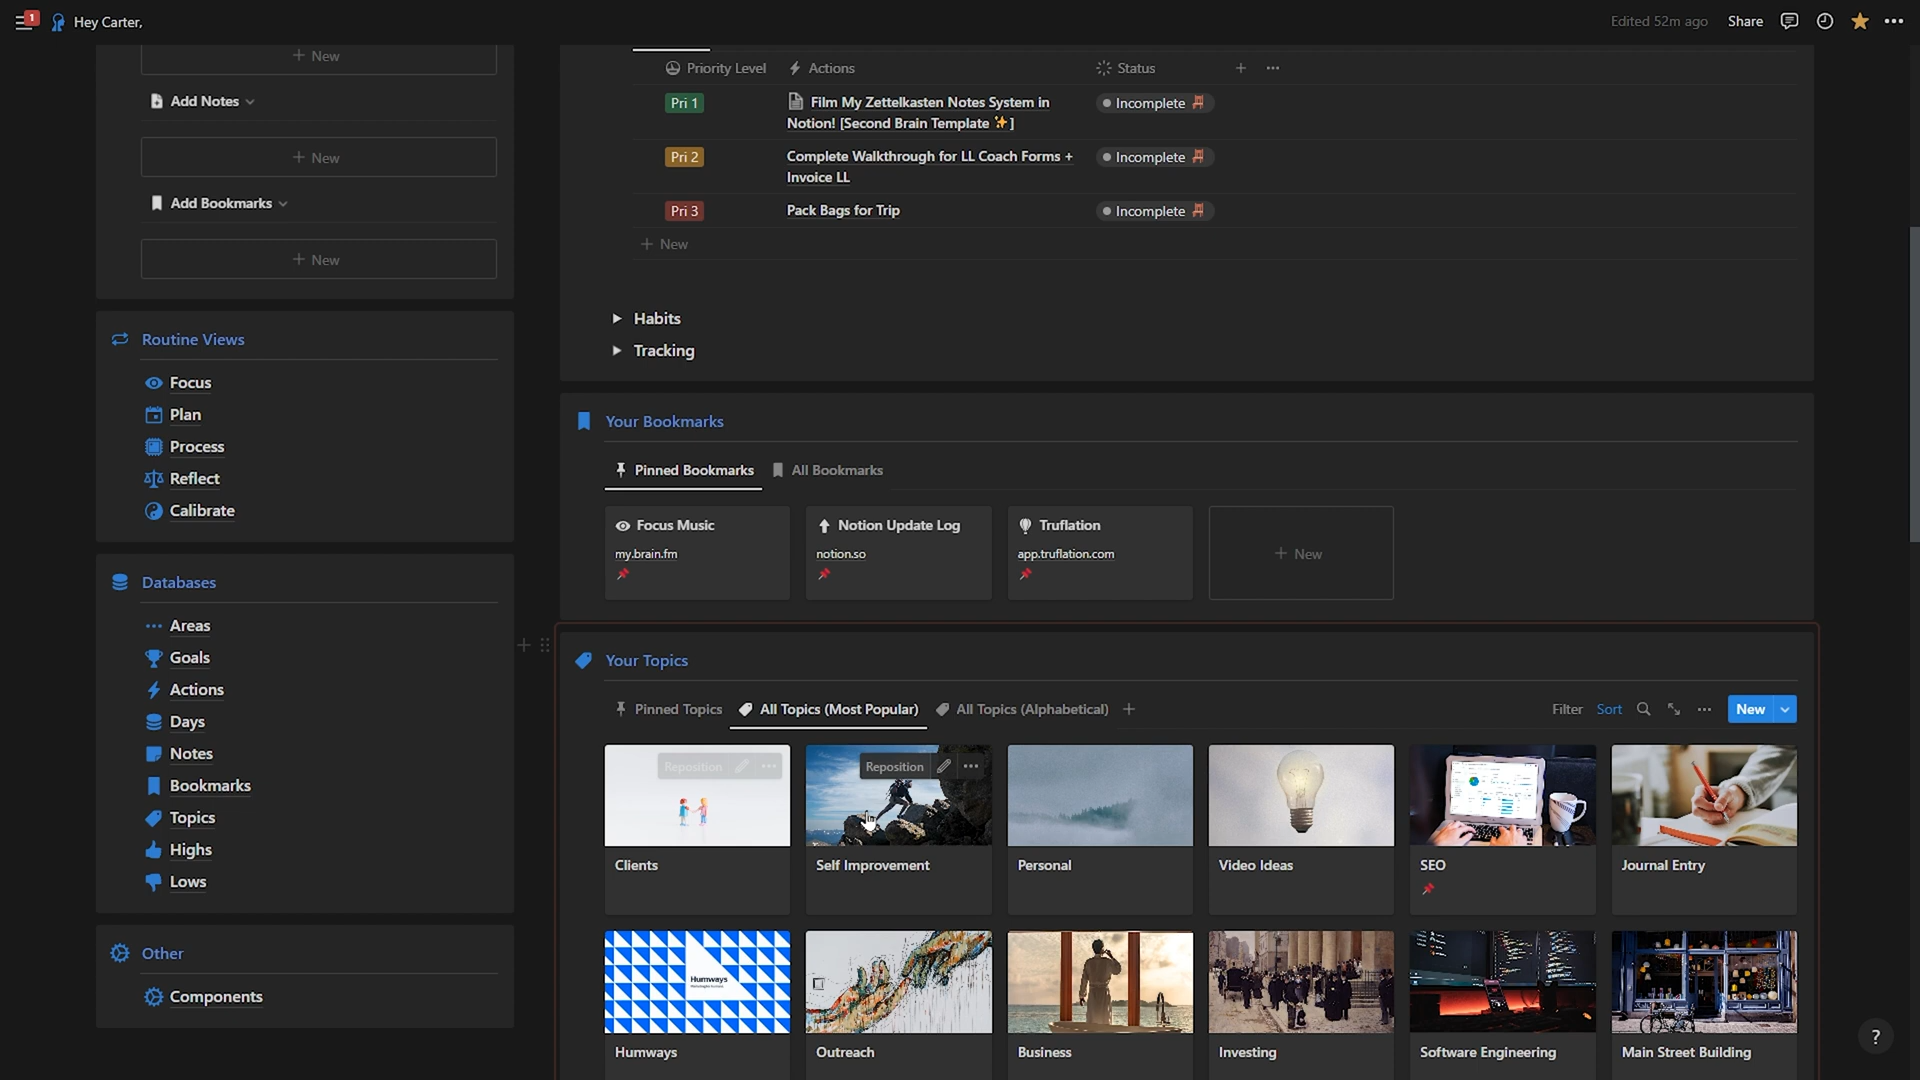 1
Hey Carter,
Edited 52m ago
Share
+ New
Add Notes
+ New
Add Bookmarks
+ New
Routine Views
Focus
Plan
Process
Reflect
Calibrate
Databases
Areas
Goals
Actions
Days
Notes
Bookmarks
Topics
Highs
Lows
Other
Components
Priority Level
Actions
Status
Pri 1
Film My Zettelkasten Notes System in
Notion! [Second Brain Template ✨]
Incomplete
Pri 2
Complete Walkthrough for LL Coach Forms +
Invoice LL
Incomplete
Pri 3
Pack Bags for Trip
Incomplete
+ New
Habits
Tracking
Your Bookmarks
Pinned Bookmarks
All Bookmarks
Focus Music
my.brain.fm
Notion Update Log
notion.so
Truflation
app.truflation.com
+ New
Your Topics
Pinned Topics
All Topics (Most Popular)
All Topics (Alphabetical)
Filter
Sort
New
Reposition
Reposition
Clients
Self Improvement
Personal
Video Ideas
SEO
Journal Entry
Humways
Humways
Outreach
Business
Investing
Software Engineering
Main Street Building
?